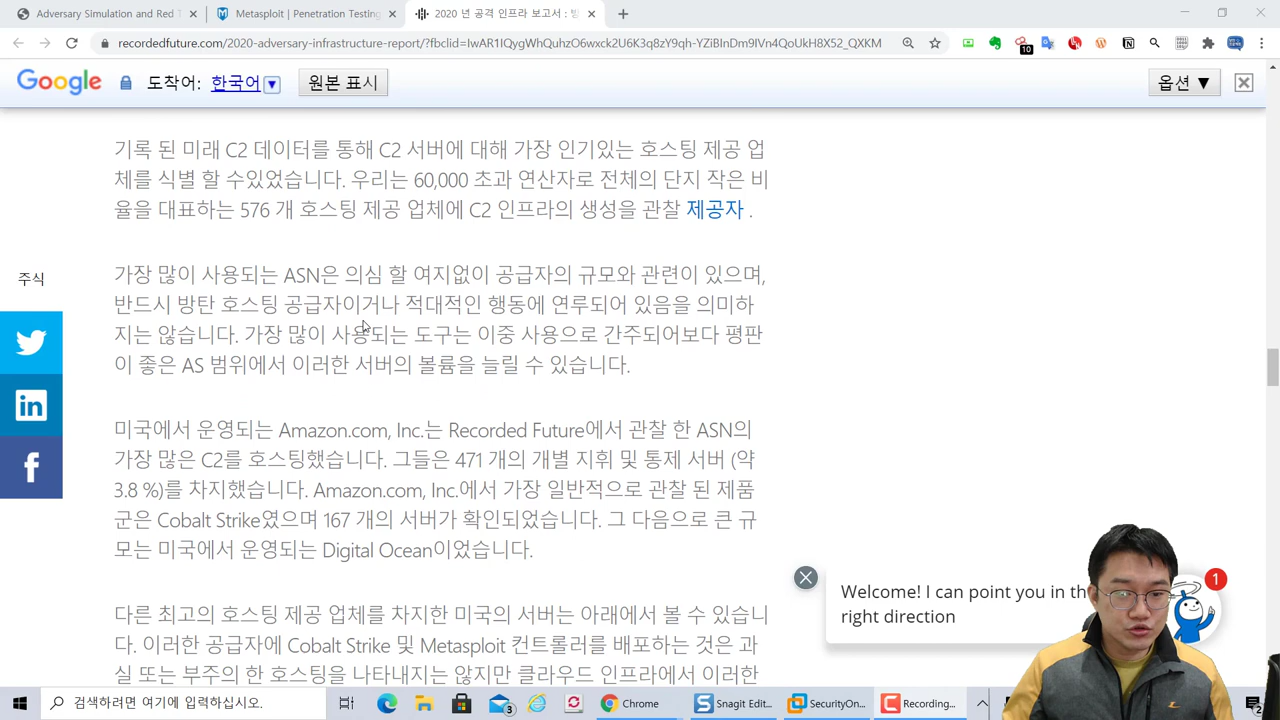 Adversary Simulation and Red T
Metasploit | Penetration Testing
2020 년 공격 인프라 보고서 : 방
recordedfuture.com/2020-adversary-infrastructure-report/?fbclid=IwAR1IQygWhQuhzO6wxck2U6K3q8zY9qh-YZiBInDm9IVn4QoUkH8X52_QXKM
10
Google 도착어: 한국어 ▼ 원본 표시 옵션 ▼
기록 된 미래 C2 데이터를 통해 C2 서버에 대해 가장 인기있는 호스팅 제공 업
체를 식별 할 수있었습니다. 우리는 60,000 초과 연산자로 전체의 단지 작은 비
율을 대표하는 576 개 호스팅 제공 업체에 C2 인프라의 생성을 관찰 제공자 .
주식
가장 많이 사용되는 ASN은 의심 할 여지없이 공급자의 규모와 관련이 있으며,
반드시 방탄 호스팅 공급자이거나 적대적인 행동에 연루되어 있음을 의미하
지는 않습니다. 가장 많이 사용되는 도구는 이중 사용으로 간주되어보다 평판
이 좋은 AS 범위에서 이러한 서버의 볼륨을 늘릴 수 있습니다.
미국에서 운영되는 Amazon.com, Inc.는 Recorded Future에서 관찰 한 ASN의
가장 많은 C2를 호스팅했습니다. 그들은 471 개의 개별 지휘 및 통제 서버 (약
3.8 %)를 차지했습니다. Amazon.com, Inc.에서 가장 일반적으로 관찰 된 제품
군은 Cobalt Strike였으며 167 개의 서버가 확인되었습니다. 그 다음으로 큰 규
모는 미국에서 운영되는 Digital Ocean이었습니다.
다른 최고의 호스팅 제공 업체를 차지한 미국의 서버는 아래에서 볼 수 있습니
다. 이러한 공급자에 Cobalt Strike 및 Metasploit 컨트롤러를 배포하는 것은 과
실 또는 부주의 한 호스팅을 나타내지는 않지만 클라우드 인프라에서 이러한
Welcome! I can point you in th
right direction
1
검색하려면 여기에 입력하십시오.
3
Chrome
Snagit Edit...
SecurityOn...
Recording...
2